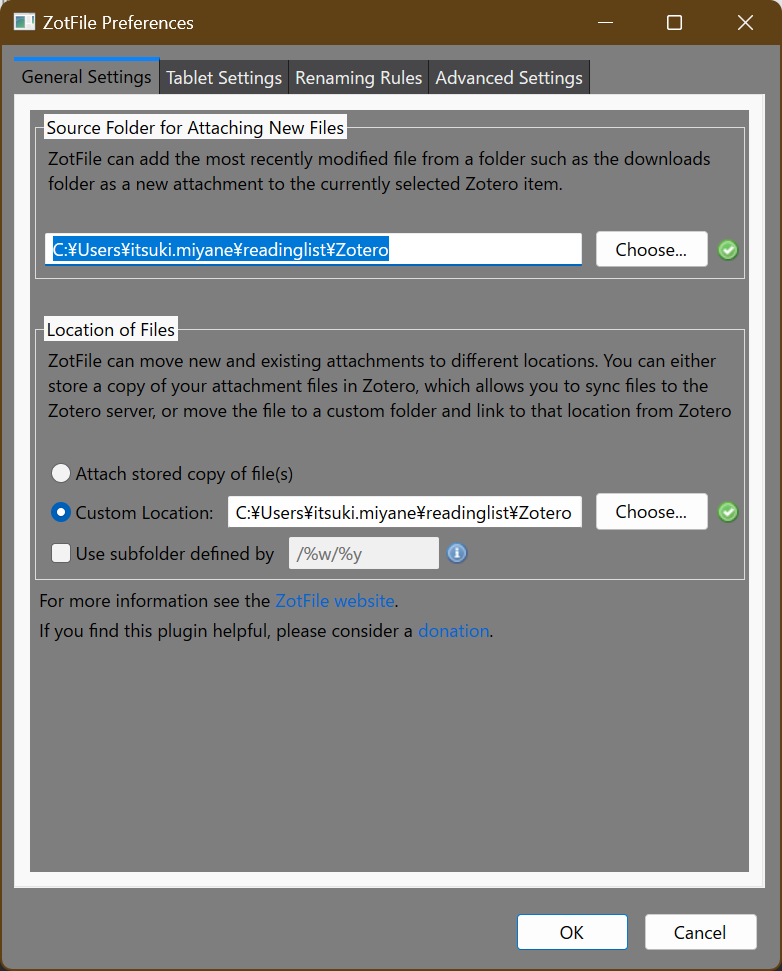 ZotFile Preferences
General Settings Tablet Settings Renaming Rules Advanced Settings
Source Folder for Attaching New Files
ZotFile can add the most recently modified file from a folder such as the downloads
folder as a new attachment to the currently selected Zotero item.
C:¥Users¥itsuki.miyane¥readinglist¥Zotero Choose...
Location of Files
ZotFile can move new and existing attachments to different locations. You can either
store a copy of your attachment files in Zotero, which allows you to sync files to the
Zotero server, or move the file to a custom folder and link to that location from Zotero
Attach stored copy of file(s)
Custom Location: C:¥Users¥itsuki.miyane¥readinglist¥Zotero Choose...
Use subfolder defined by /%w/%y
For more information see the ZotFile website.
If you find this plugin helpful, please consider a donation.
OK Cancel